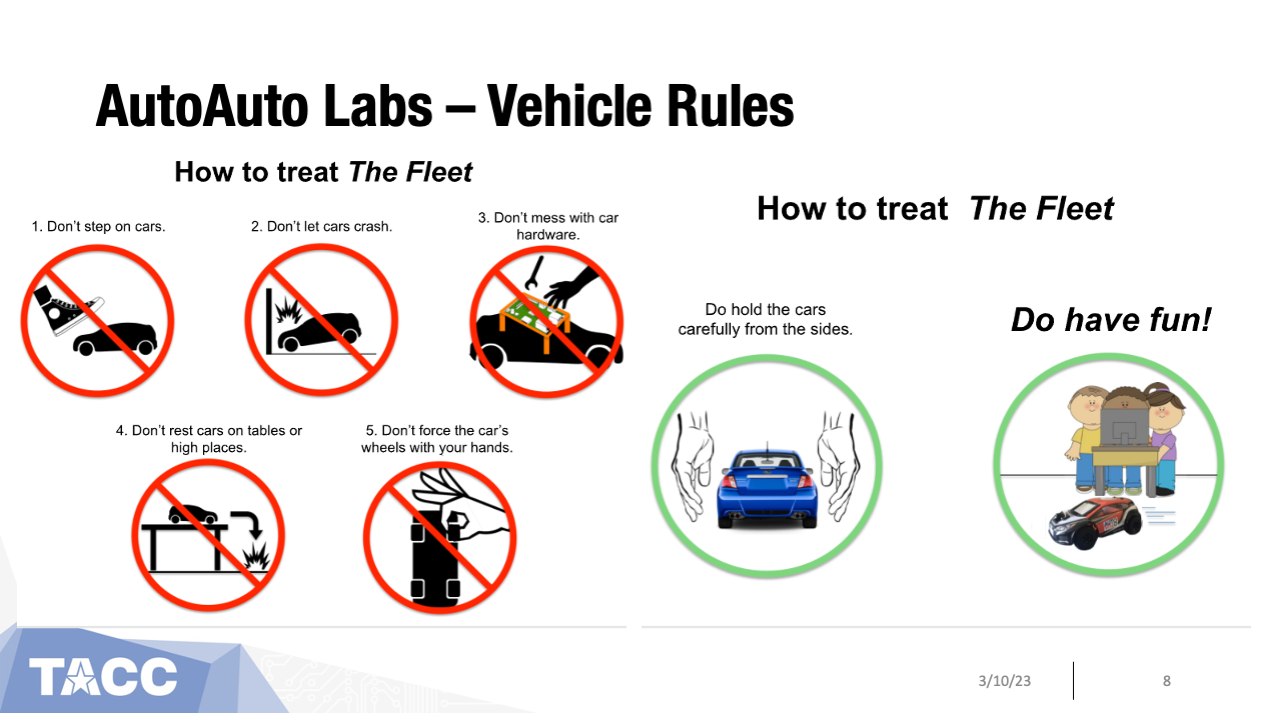 AutoAuto Labs – Vehicle Rules
How to treat The Fleet
1. Don't step on cars.
2. Don't let cars crash.
3. Don't mess with car
hardware.
4. Don't rest cars on tables or
high places.
5. Don't force the car's
wheels with your hands.
How to treat The Fleet
Do hold the cars
carefully from the sides.
Do have fun!
TACC
3/10/23
8